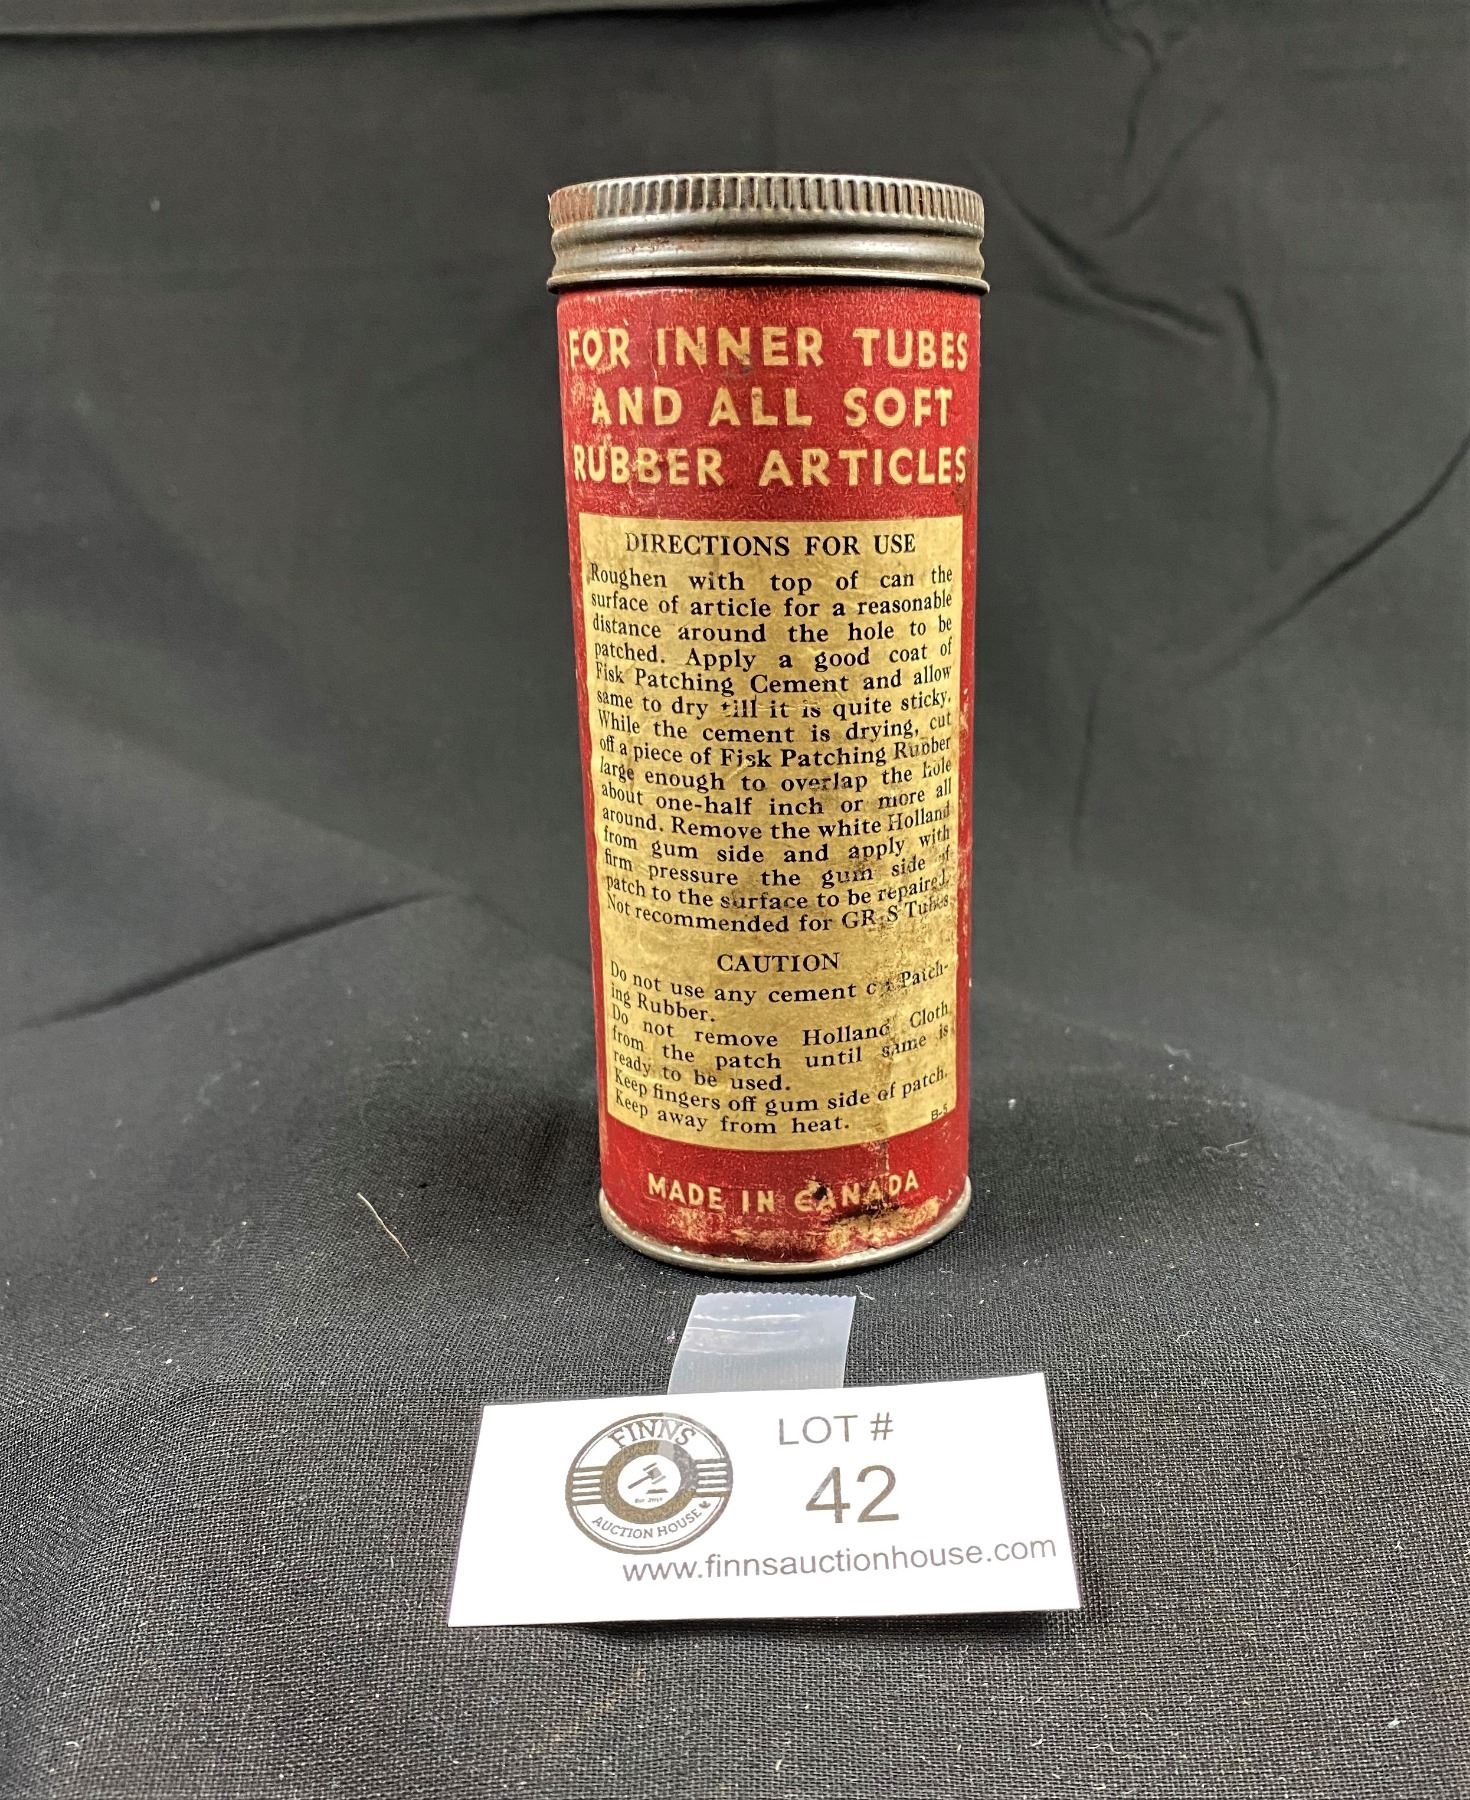 FOR INNER TUBES
AND ALL SOFT
RUBBER ARTICLES
DIRECTIONS FOR USE
Roughen with top of can the
surface of article for a reasonable
distance around the hole to be
patched. Apply a good coat of
Fisk Patching Cement and allow
same to dry till it is quite sticky.
While the cement is drying, cut
off a piece of Fisk Patching Rubber
large enough to overlap the hole
about one-half inch or more all
around. Remove the white Holland
from gum side and apply with
firm pressure the gum side of
patch to the surface to be repaired.
Not recommended for GR-S Tubes.
CAUTION
Do not use any cement on Patch-
ing Rubber.
Do not remove Holland Cloth
from the patch until same is
ready to be used.
Keep fingers off gum side of patch.
Keep away from heat.
B-5
MADE IN CANADA
FINNS
AUCTION HOUSE
LOT #
42
www.finnsauctionhouse.com